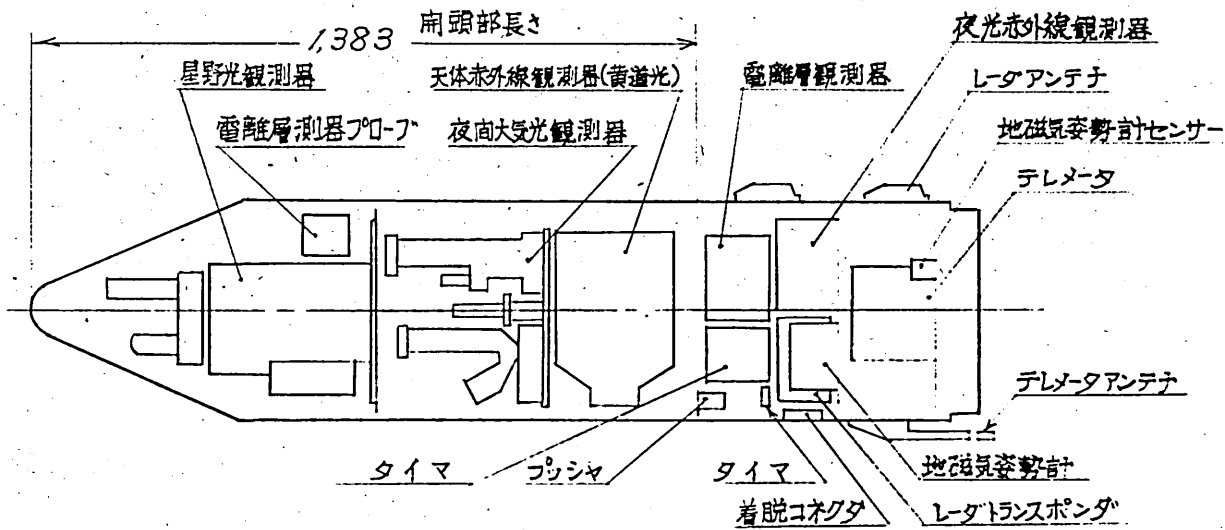 1,383
開頭部長さ
夜光赤外線観測器
星野光観測器
天体赤外線観測器(黄道光)
電離層観測器
レーダアンテナ
電離層測器プローブ
夜間大気光観測器
地磁気姿勢計センサー
テレメータ
テレメータアンテナ
タイマ
プッシャ
タイマ
地磁気姿勢計
着脱コネクタ
レーダトランスポンダ